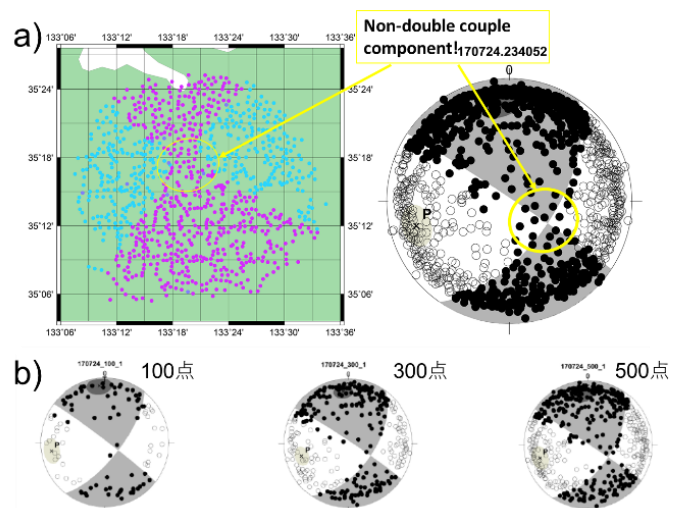 a)
133˚06' 133˚12' 133˚18' 133˚24' 133˚30' 133˚36'
35˚24'
35˚18'
35˚12'
35˚06'
35˚24'
35˚18'
35˚12'
35˚06'
133˚06' 133˚12' 133˚18' 133˚24' 133˚30' 133˚36'
Non-double couple
component!
170724.234052
0
P
b)
170724_100_1
100点
0
P
170724_300_1
300点
0
P
170724_500_1
500点
0
P